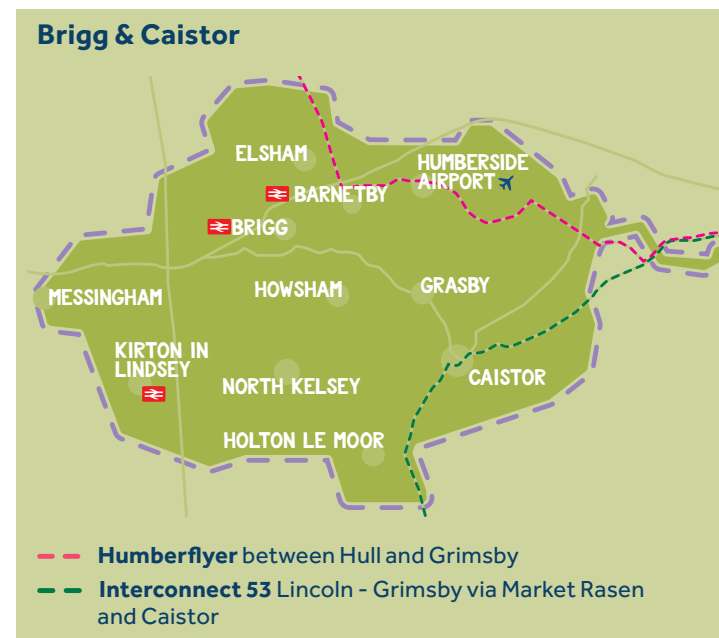 Brigg & Caistor
ELSHAM
HUMBERSIDE
AIRPORT
BARNETBY
BRIGG
MESSINGHAM
HOWSHAM
GRASBY
KIRTON IN
LINDSEY
NORTH KELSEY
CAISTOR
HOLTON LE MOOR
Humberflyer between Hull and Grimsby
Interconnect 53 Lincoln - Grimsby via Market Rasen
and Caistor